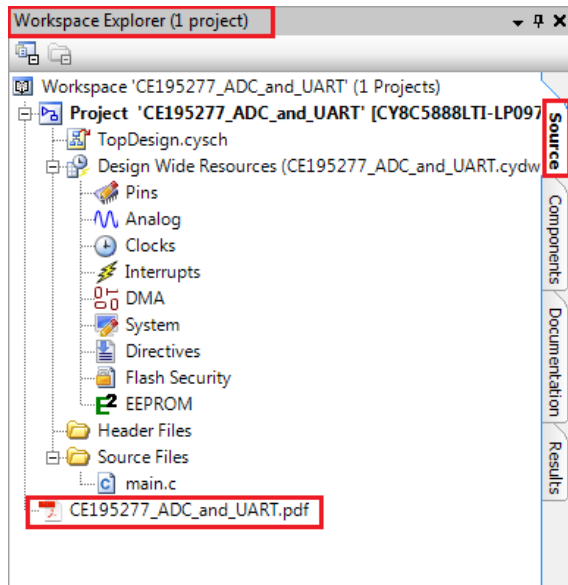 Workspace Explorer (1 project)
Workspace 'CE195277_ADC_and_UART' (1 Projects)
Project 'CE195277_ADC_and_UART' [CY8C5888LTI-LP097
TopDesign.cysch
Design Wide Resources (CE195277_ADC_and_UART.cydw
Pins
Analog
Clocks
Interrupts
DMA
System
Directives
Flash Security
EEPROM
Header Files
Source Files
main.c
CE195277_ADC_and_UART.pdf
Source
Components
Documentation
Results